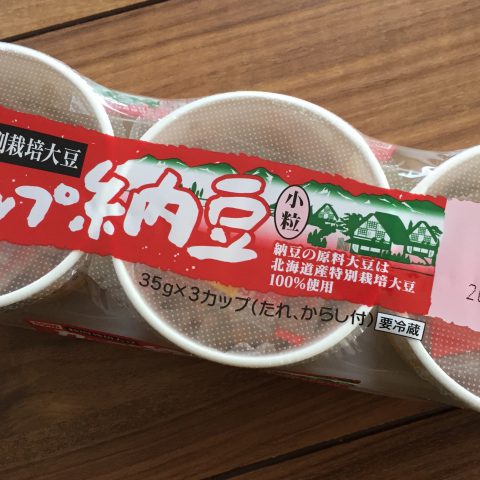 別栽培大豆
ップ納豆
小粒
納豆の原料大豆は
北海道産特別栽培大豆
100%使用
35g×3カップ(たれ、からし付)
要冷蔵